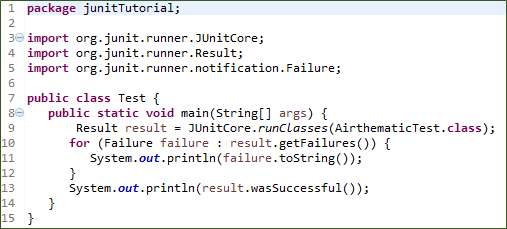 1 package junitTutorial;
2
3 import org.junit.runner.JUnitCore;
4 import org.junit.runner.Result;
5 import org.junit.runner.notification.Failure;
6
7 public class Test {
8 public static void main(String[] args) {
9 Result result = JUnitCore.runClasses(AirthematicTest.class);
10 for (Failure failure : result.getFailures()) {
11 System.out.println(failure.toString());
12 }
13 System.out.println(result.wasSuccessful());
14 }
15 }